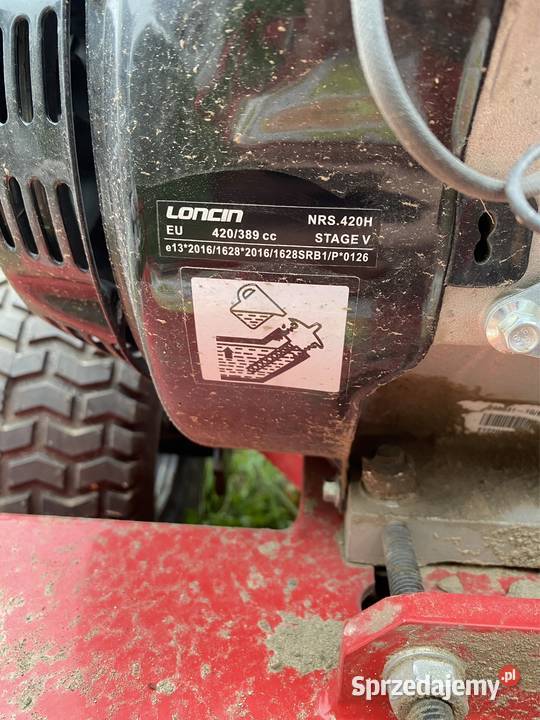 LONCIN NRS.420H
EU 420/389 cc STAGE V
e13*2016/1628*2016/1628SRB1/P*0126
Sprzedajemy.pl